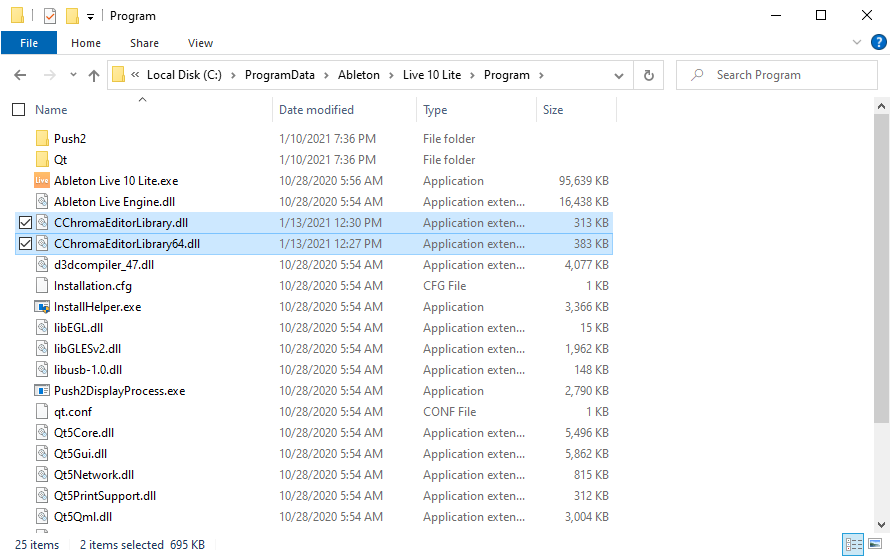 Program
File Home Share View
« Local Disk (C:) > ProgramData > Ableton > Live 10 Lite > Program > Search Program
Name Date modified Type Size
Push2 1/10/2021 7:36 PM File folder
Qt 1/10/2021 7:36 PM File folder
Live Ableton Live 10 Lite.exe 10/28/2020 5:56 AM Application 95,639 KB
Ableton Live Engine.dll 10/28/2020 5:54 AM Application exten... 16,438 KB
CChromaEditorLibrary.dll 1/13/2021 12:30 PM Application exten... 313 KB
CChromaEditorLibrary64.dll 1/13/2021 12:27 PM Application exten... 383 KB
d3dcompiler_47.dll 10/28/2020 5:54 AM Application exten... 4,077 KB
Installation.cfg 10/28/2020 5:54 AM CFG File 1 KB
InstallHelper.exe 10/28/2020 5:54 AM Application 3,366 KB
libEGL.dll 10/28/2020 5:54 AM Application exten... 15 KB
libGLESv2.dll 10/28/2020 5:54 AM Application exten... 1,962 KB
libusb-1.0.dll 10/28/2020 5:54 AM Application exten... 148 KB
Push2DisplayProcess.exe 10/28/2020 5:54 AM Application 2,790 KB
qt.conf 10/28/2020 5:54 AM CONF File 1 KB
Qt5Core.dll 10/28/2020 5:54 AM Application exten... 5,496 KB
Qt5Gui.dll 10/28/2020 5:54 AM Application exten... 5,862 KB
Qt5Network.dll 10/28/2020 5:54 AM Application exten... 815 KB
Qt5PrintSupport.dll 10/28/2020 5:54 AM Application exten... 312 KB
Qt5Qml.dll 10/28/2020 5:54 AM Application exten... 3,004 KB
25 items 2 items selected 695 KB